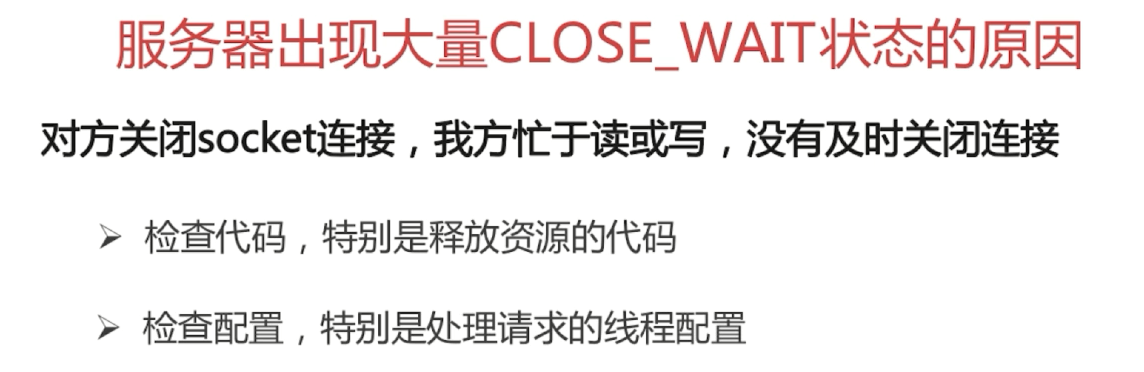 服务器出现大量CLOSE_WAIT状态的原因
对方关闭socket连接，我方忙于读或写，没有及时关闭连接
➢ 检查代码，特别是释放资源的代码
➢ 检查配置，特别是处理请求的线程配置